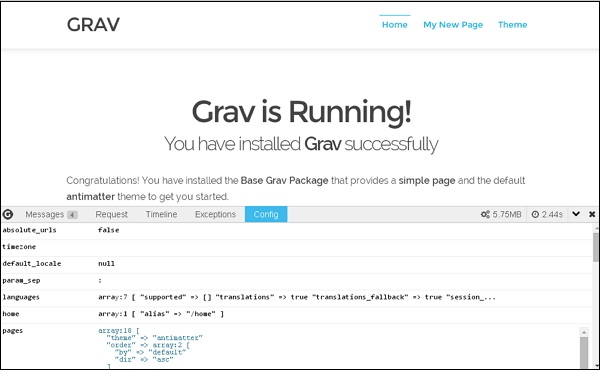 GRAV
Home My New Page Theme
Grav is Running!
You have installed Grav successfully
Congratulations! You have installed the Base Grav Package that provides a simple page and the default
antimatter theme to get you started.
Messages 4 Request Timeline Exceptions Config 5.75MB 2.44s
absolute_urls false
timezone
default_locale null
param_sep :
languages array:7 [ "supported" => [] "translations" => true "translations_fallback" => true "session_...
home array:1 [ "alias" => "/home" ]
pages array:18 [
"theme" => "antimatter"
"order" => array:2 [
"by" => "default"
"dir" => "asc"
]